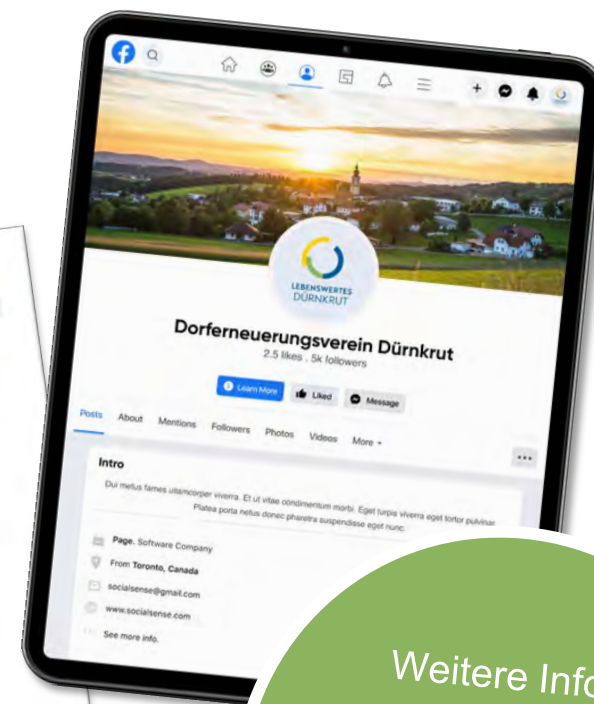 LEBENSWERTES
DÜRNKRUT
Dorferneuerungsverein Dürnkrut
2.5 likes , 5k followers
Learn More Liked Message
Posts About Mentions Followers Photos Videos More
Intro
Dui metus fames ullamcorper viverra. Et ut vitae condimentum morbi. Eget turpis viverra eget tortor pulvinar
Platea porta netus donec pharetra suspendisse eget nunc.
Page. Software Company
From Toronto, Canada
socialsense@gmail.com
www.socialsense.com
See more info.
Weitere Info